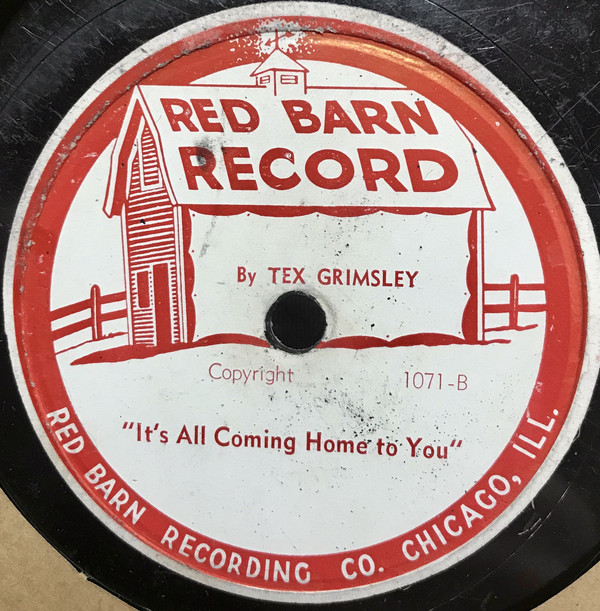 RED BARN
RECORD
By TEX GRIMSLEY
Copyright 1071-B
"It's All Coming Home to You"
RED BARN RECORDING CO. CHICAGO, ILL.